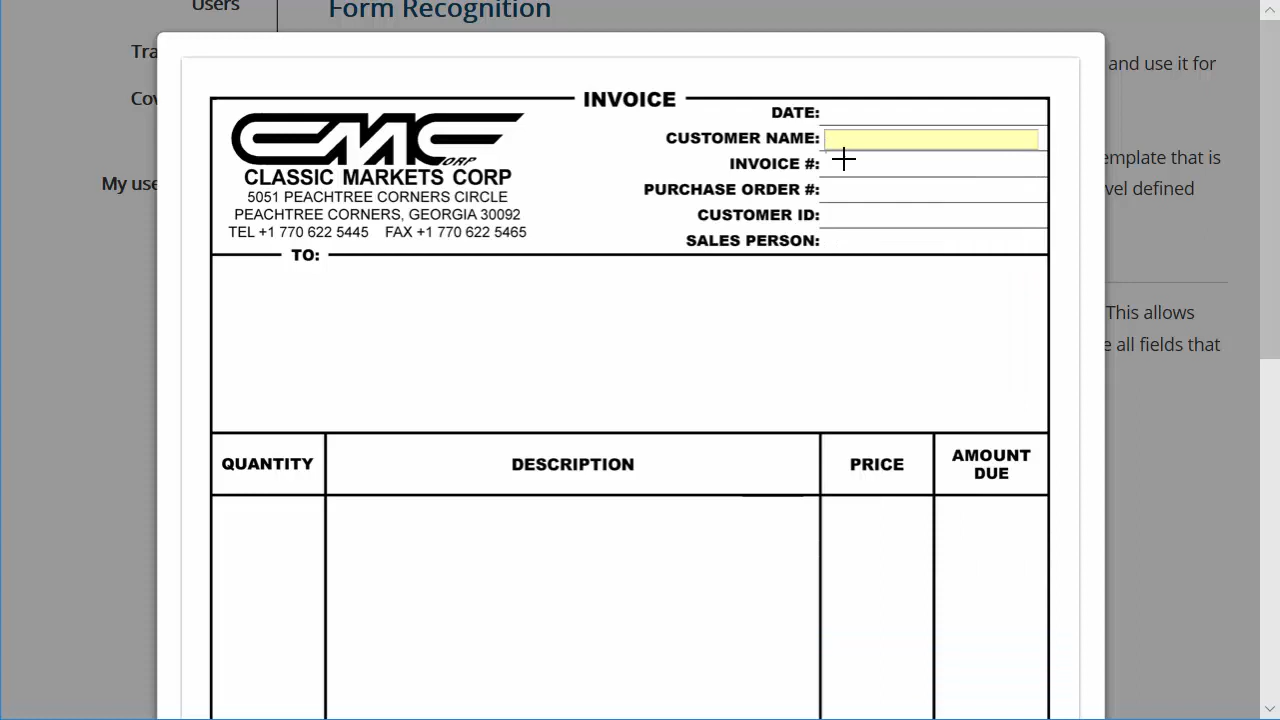 Users
Form Recognition
Tra
and use it for
Cov
INVOICE
DATE:
CMC
ORP
CUSTOMER NAME:
INVOICE #:
emplate that is
CLASSIC MARKETS CORP
My use
PURCHASE ORDER #:
vel defined
5051 PEACHTREE CORNERS CIRCLE
PEACHTREE CORNERS, GEORGIA 30092
CUSTOMER ID:
TEL +1 770 622 5445 FAX +1 770 622 5465
SALES PERSON:
TO:
This allows
e all fields that
QUANTITY
DESCRIPTION
PRICE
AMOUNT
DUE